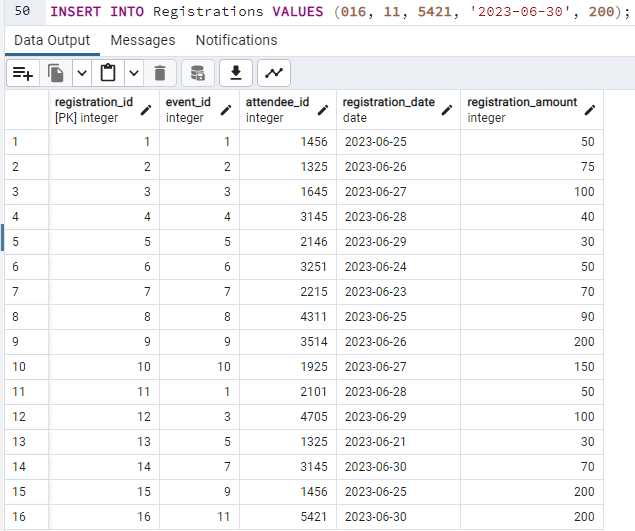 50 INSERT INTO Registrations VALUES (016, 11, 5421, '2023-06-30', 200);
Data Output Messages Notifications
registration_id event_id attendee_id registration_date registration_amount
[PK] integer integer integer date integer
1 1 1 1456 2023-06-25 50
2 2 2 1325 2023-06-26 75
3 3 3 1645 2023-06-27 100
4 4 4 3145 2023-06-28 40
5 5 5 2146 2023-06-29 30
6 6 6 3251 2023-06-24 50
7 7 7 2215 2023-06-23 70
8 8 8 4311 2023-06-25 90
9 9 9 3514 2023-06-26 200
10 10 10 1925 2023-06-27 150
11 11 1 2101 2023-06-28 50
12 12 3 4705 2023-06-29 100
13 13 5 1325 2023-06-21 30
14 14 7 3145 2023-06-30 70
15 15 9 1456 2023-06-25 200
16 16 11 5421 2023-06-30 200